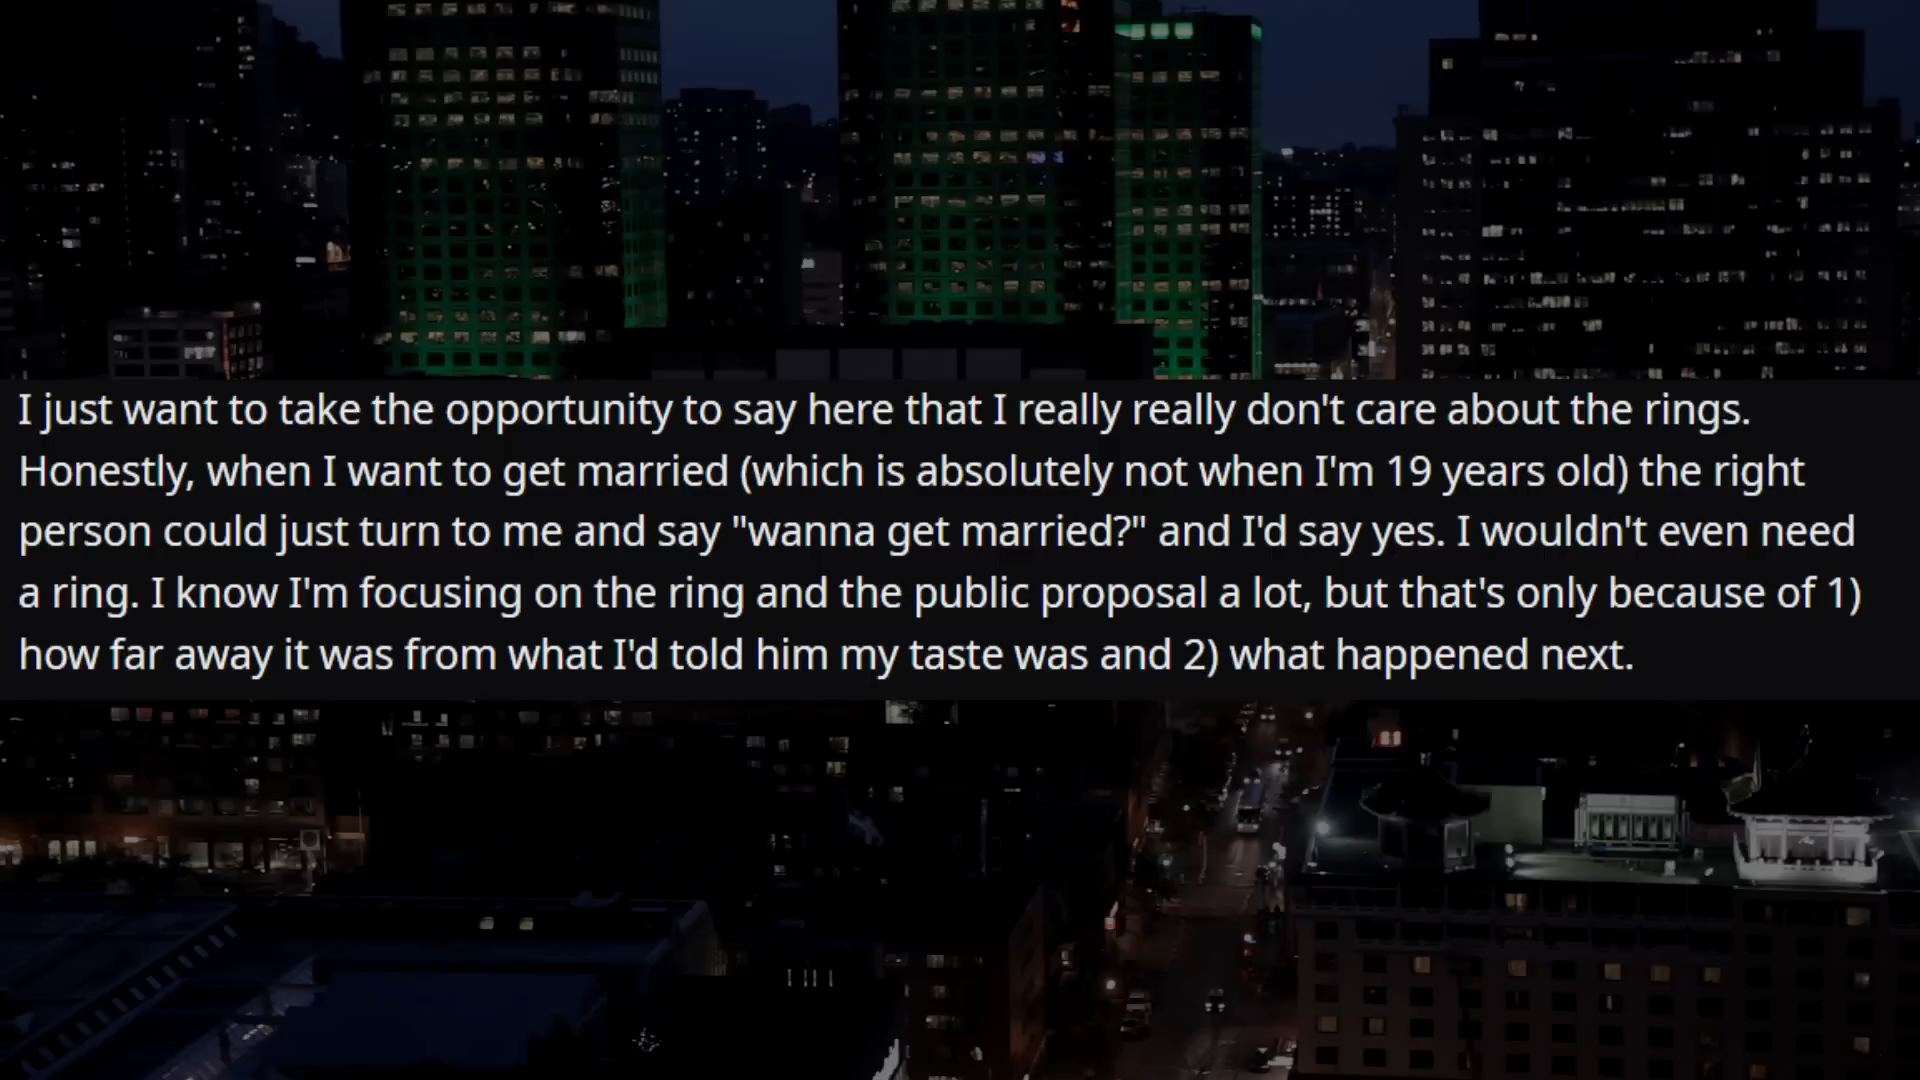 I just want to take the opportunity to say here that I really really don't care about the rings.
Honestly, when I want to get married (which is absolutely not when I'm 19 years old) the right
person could just turn to me and say "wanna get married?" and I'd say yes. I wouldn't even need
a ring. I know I'm focusing on the ring and the public proposal a lot, but that's only because of 1)
how far away it was from what I'd told him my taste was and 2) what happened next.